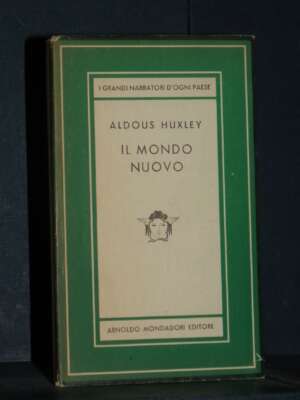 I GRANDI NARRATORI D'OGNI PAESE
ALDOUS HUXLEY
IL MONDO
NUOVO
ARNOLDO MONDADORI EDITORE